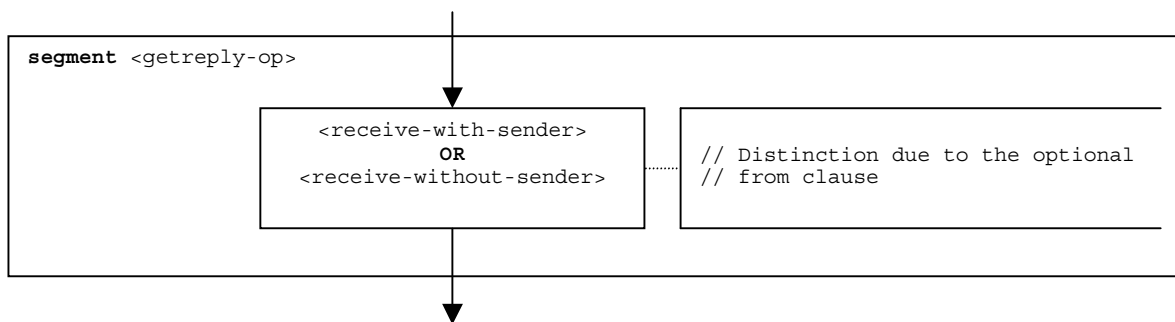 segment <getreply-op>
<receive-with-sender>
OR
<receive-without-sender>
// Distinction due to the optional
// from clause